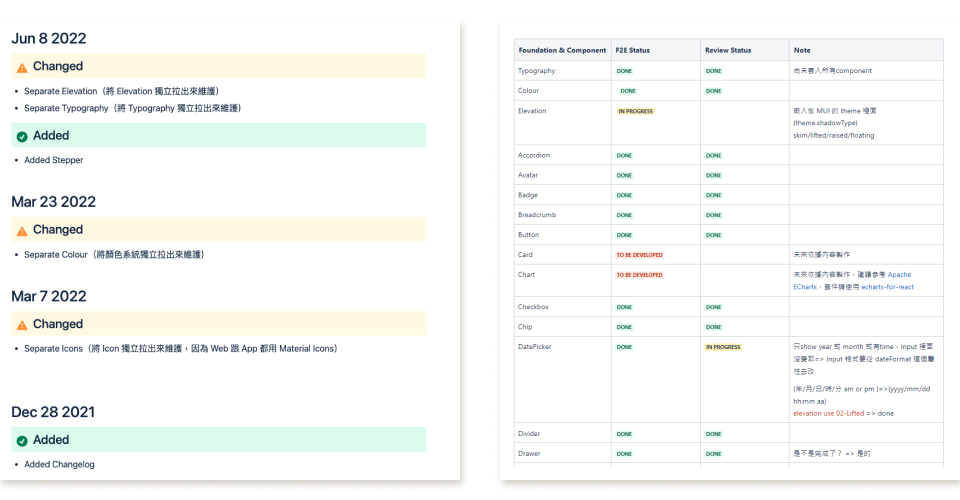 Jun 8 2022
Changed
Separate Elevation（將 Elevation 獨立拉出來維護）
Separate Typography（將 Typography 獨立拉出來維護）
Added
Added Stepper
Mar 23 2022
Changed
Separate Colour（將顏色系統獨立拉出來維護）
Mar 7 2022
Changed
Separate Icons（將 Icon 獨立拉出來維護，因為 Web 跟 App 都用 Material Icons）
Dec 28 2021
Added
Added Changelog
Foundation & Component F2E Status Review Status Note
Typography DONE DONE 尚未套入所有component
Colour DONE DONE
Elevation IN PROGRESS 嵌入在 MUI 的 theme 裡面
(theme.shadowType)
skim/lifted/raised/floating
Accordion DONE DONE
Avatar DONE DONE
Badge DONE DONE
Breadcrumb DONE DONE
Button DONE DONE
Card TO BE DEVELOPED 未來依據內容製作
Chart TO BE DEVELOPED 未來依據內容製作，建議參考 Apache
ECharts，套件請使用 echarts-for-react
Checkbox DONE DONE
Chip DONE DONE
DatePicker DONE IN PROGRESS 只show year 或 month 或有time，input 裡面
沒變耶=> Input 格式要從 dateFormat 這個屬
性去改
(年/月/日/時/分 am or pm )=>(yyyy/mm/dd
hh:mm aa)
elevation use 02-Lifted => done
Divider DONE DONE
Drawer DONE DONE 是不是完成了？ => 是的